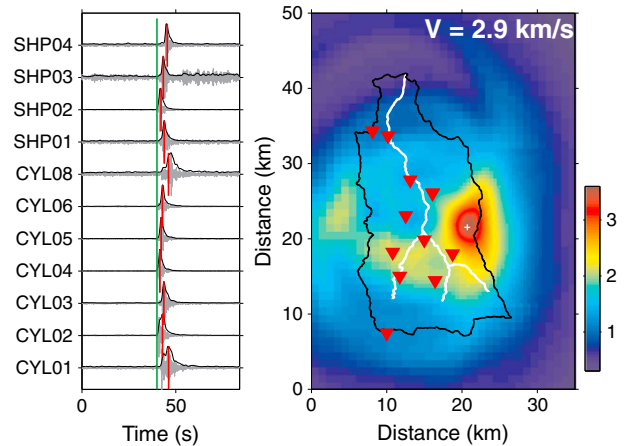 SHP04
SHP03
SHP02
SHP01
CYL08
CYL06
CYL05
CYL04
CYL03
CYL02
CYL01
0 50
Time (s)
V = 2.9 km/s
50
40
30
20
10
0
Distance (km)
0 10 20 30
Distance (km)
3
2
1